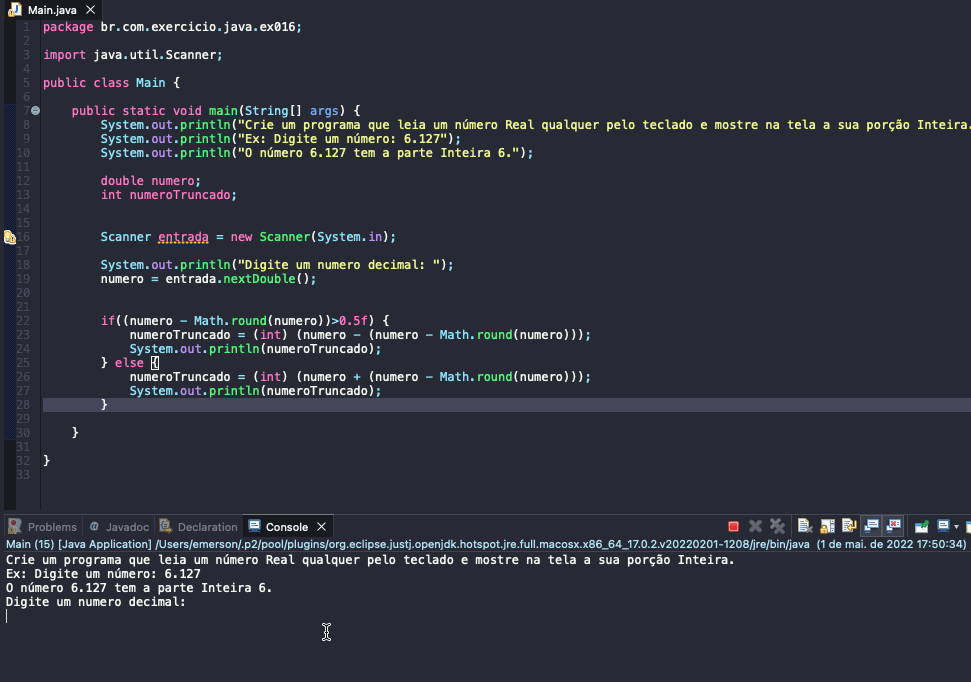 Main.java
1 package br.com.exercicio.java.ex016;
2
3 import java.util.Scanner;
4
5 public class Main {
6
7 public static void main(String[] args) {
8 System.out.println("Crie um programa que leia um número Real qualquer pelo teclado e mostre na tela a sua porção Inteira.
9 System.out.println("Ex: Digite um número: 6.127");
10 System.out.println("O número 6.127 tem a parte Inteira 6.");
11
12 double numero;
13 int numeroTruncado;
14
15
16 Scanner entrada = new Scanner(System.in);
17
18 System.out.println("Digite um numero decimal: ");
19 numero = entrada.nextDouble();
20
21
22 if((numero - Math.round(numero))>0.5f) {
23 numeroTruncado = (int) (numero - (numero - Math.round(numero)));
24 System.out.println(numeroTruncado);
25 } else {
26 numeroTruncado = (int) (numero + (numero - Math.round(numero)));
27 System.out.println(numeroTruncado);
28 }
29
30 }
31
32 }
33
Problems Javadoc Declaration Console
Main (15) [Java Application] /Users/emerson/.p2/pool/plugins/org.eclipse.justj.openjdk.hotspot.jre.full.macosx.x86_64_17.0.2.v20220201-1208/jre/bin/java (1 de mai. de 2022 17:50:34)
Crie um programa que leia um número Real qualquer pelo teclado e mostre na tela a sua porção Inteira.
Ex: Digite um número: 6.127
O número 6.127 tem a parte Inteira 6.
Digite um numero decimal: